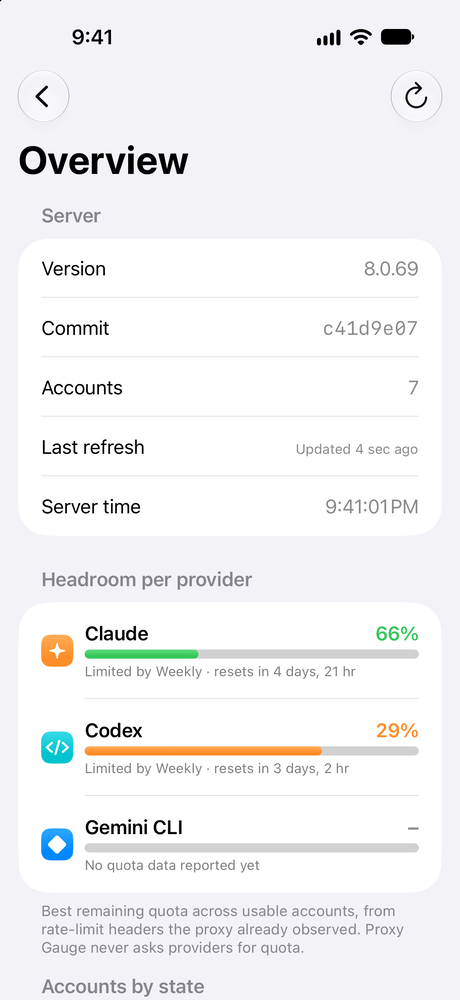 9:41
Overview
Server
Version 8.0.69
Commit c41d9e07
Accounts 7
Last refresh Updated 4 sec ago
Server time 9:41:01 PM
Headroom per provider
Claude 66%
Limited by Weekly · resets in 4 days, 21 hr
Codex 29%
Limited by Weekly · resets in 3 days, 2 hr
Gemini CLI –
No quota data reported yet
Best remaining quota across usable accounts, from
rate-limit headers the proxy already observed. Proxy
Gauge never asks providers for quota.
Accounts by state